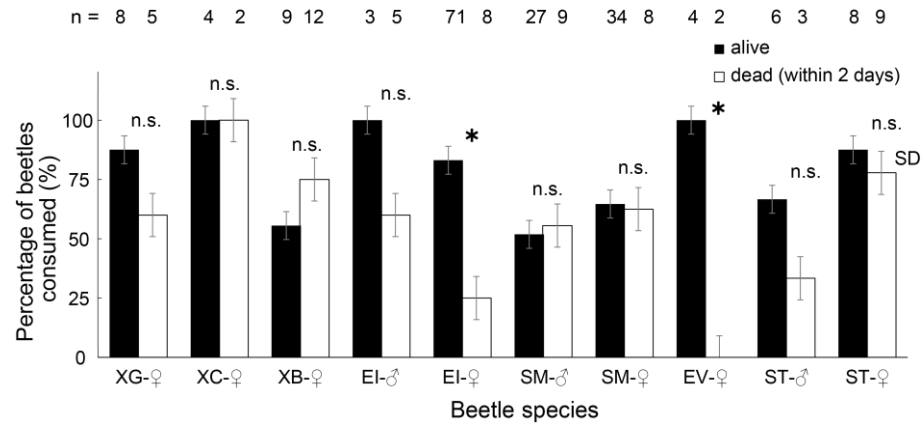 n = 8 5 4 2 9 12 3 5 71 8 27 9 34 8 4 2 6 3 8 9
■ alive
□ dead (within 2 days)
n.s. n.s. n.s. n.s. * n.s. n.s. * n.s. n.s.
SD
Percentage of beetles
consumed (%)
100
75
50
25
0
XG-♀ XC-♀ XB-♀ EI-♂ EI-♀ SM-♂ SM-♀ EV-♀ ST-♂ ST-♀
Beetle species